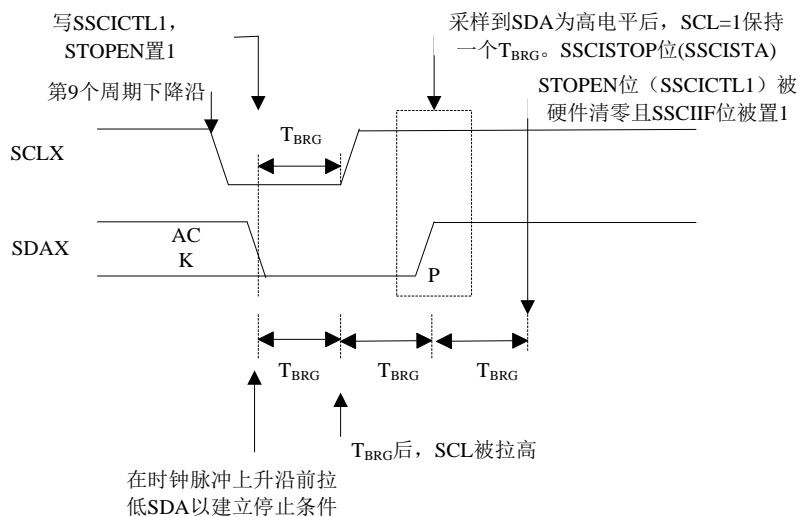 写SSCICTL1，
STOPEN置1
采样到SDA为高电平后，SCL=1保持
一个TBRG。SSCISTOP位(SSCISTA)
第9个周期下降沿
STOPEN位（SSCICTL1）被
硬件清零且SSCIIF位被置1
TBRG
SCLX
SDAX
AC
K
P
TBRG
TBRG
TBRG
TBRG后，SCL被拉高
在时钟脉冲上升沿前拉
低SDA以建立停止条件